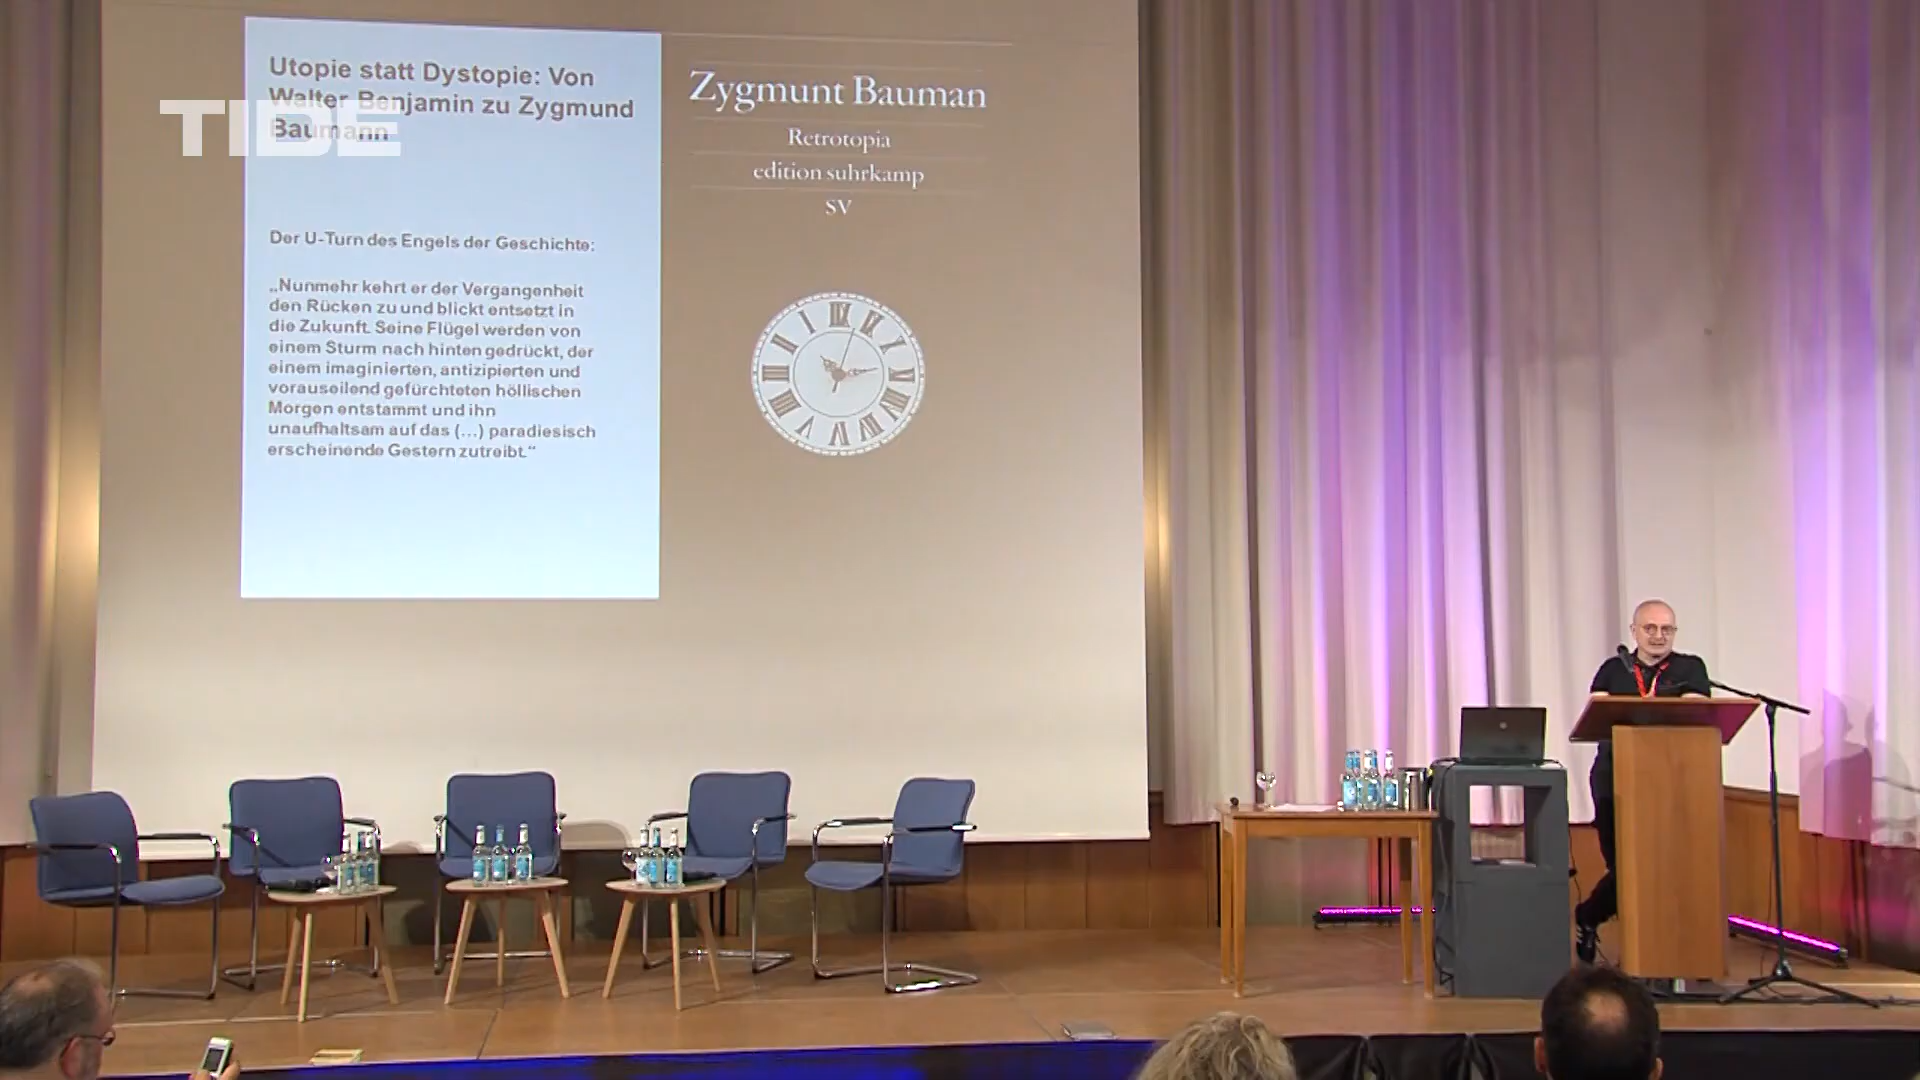 Utopie statt Dystopie: Von
Walter Benjamin zu Zygmund
Baumann
TIDE
Der U-Turn des Engels der Geschichte:
„Nunmehr kehrt er der Vergangenheit
den Rücken zu und blickt entsetzt in
die Zukunft. Seine Flügel werden von
einem Sturm nach hinten gedrückt, der
einem imaginierten, antizipierten und
vorauseilend gefürchteten höllischen
Morgen entstammt und ihn
unaufhaltsam auf das (…) paradiesisch
erscheinende Gestern zutreibt.“
Zygmunt Bauman
Retrotopia
edition suhrkamp
SV